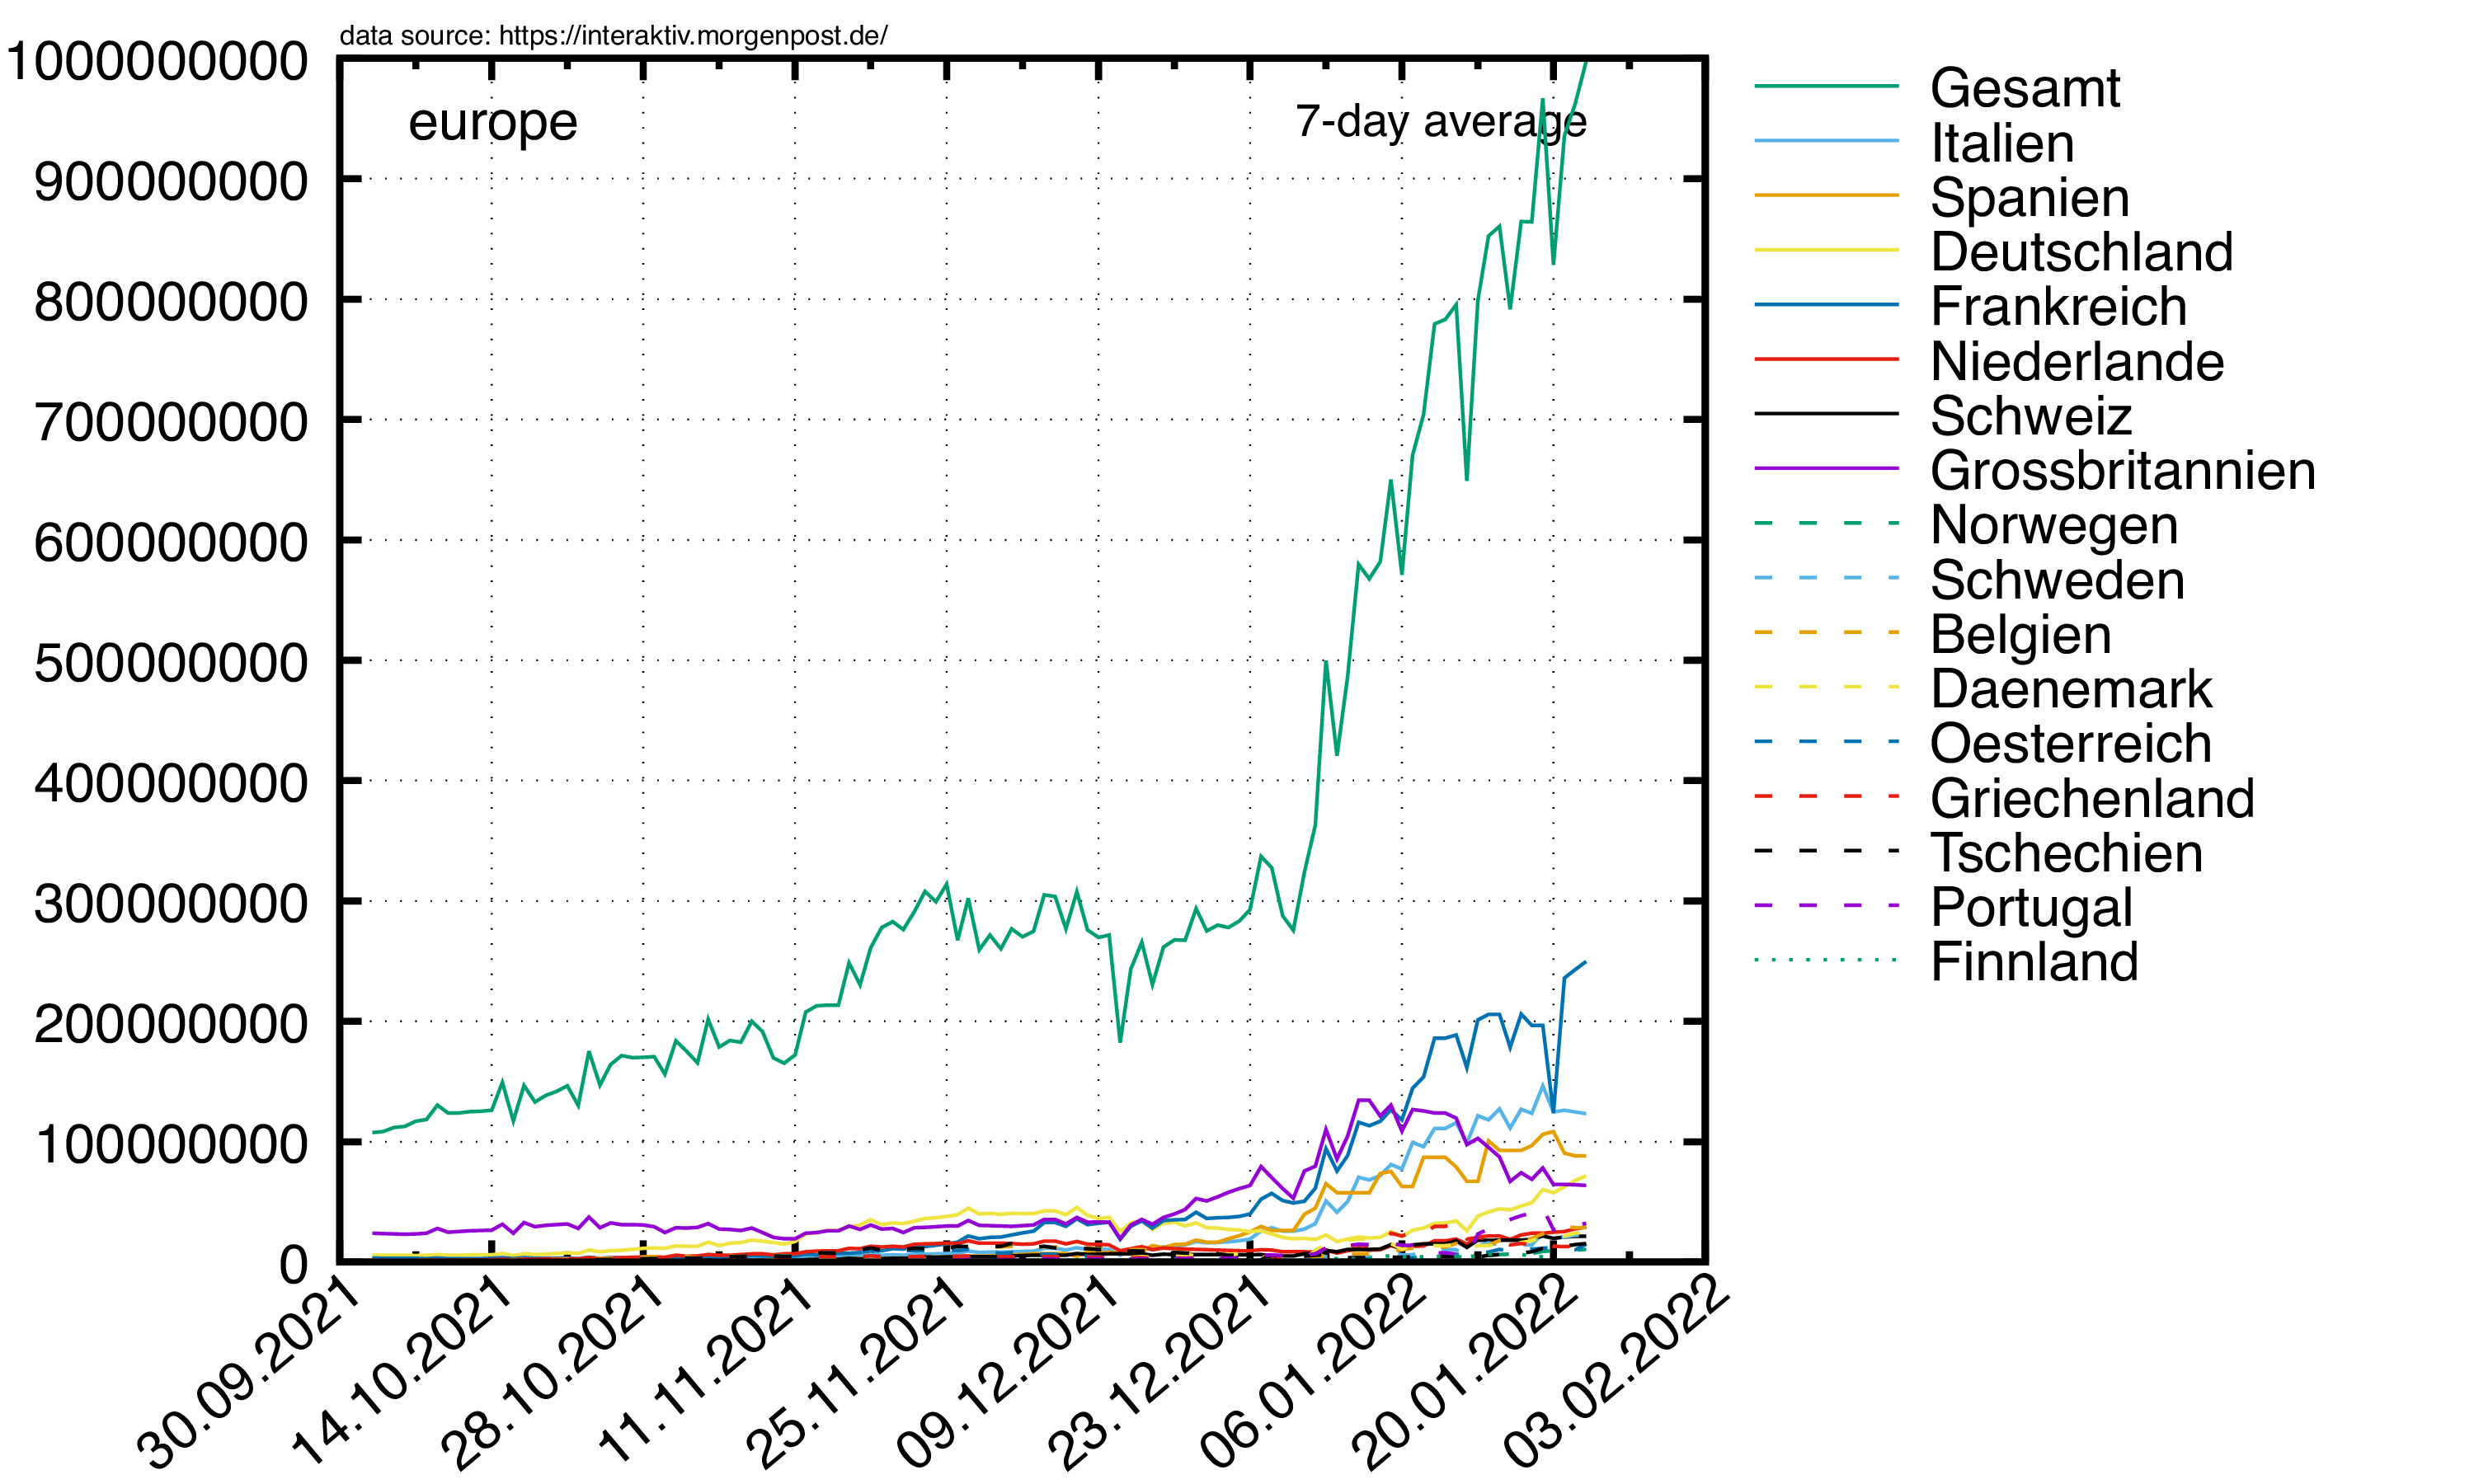 data source: https://interaktiv.morgenpost.de/
europe
7-day average
1000000000
900000000
800000000
700000000
600000000
500000000
400000000
300000000
200000000
100000000
0
30.09.2021
14.10.2021
28.10.2021
11.11.2021
25.11.2021
09.12.2021
23.12.2021
06.01.2022
20.01.2022
03.02.2022
Gesamt
Italien
Spanien
Deutschland
Frankreich
Niederlande
Schweiz
Grossbritannien
Norwegen
Schweden
Belgien
Daenemark
Oesterreich
Griechenland
Tschechien
Portugal
Finnland